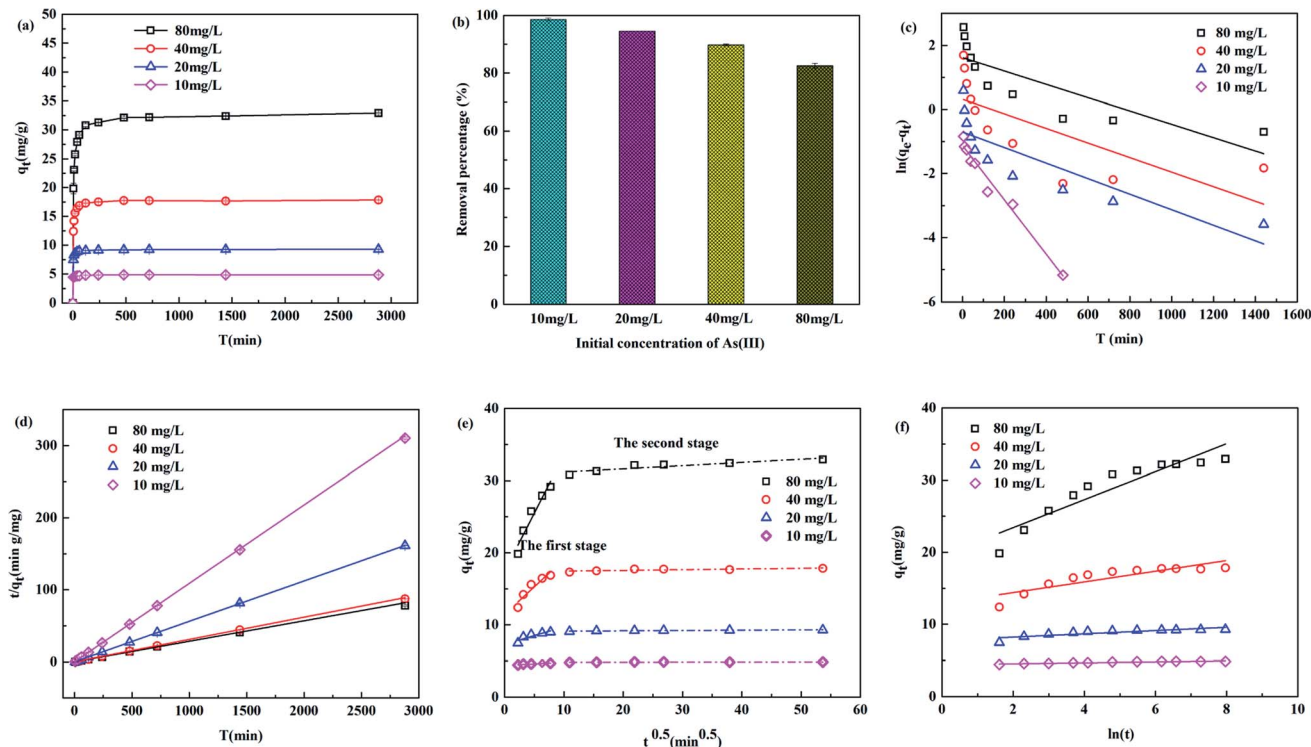 (a)
80mg/L
40mg/L
20mg/L
10mg/L
50
45
40
35
30
25
20
15
10
5
0
qt(mg/g)
0 500 1000 1500 2000 2500 3000
T(min)
(b)
100
80
60
40
20
0
Removal percentage (%)
10mg/L 20mg/L 40mg/L 80mg/L
Initial concentration of As(III)
(c)
80 mg/L
40 mg/L
20 mg/L
10 mg/L
2
0
-2
-4
-6
ln(qe-qt)
0 200 400 600 800 1000 1200 1400 1600
T (min)
(d)
80 mg/L
40 mg/L
20 mg/L
10 mg/L
300
200
100
0
t/qt(min g/mg)
0 500 1000 1500 2000 2500 3000
T(min)
(e)
The second stage
80 mg/L
40 mg/L
20 mg/L
10 mg/L
The first stage
40
30
20
10
0
qt(mg/g)
0 10 20 30 40 50 60
t^0.5(min^0.5)
(f)
80 mg/L
40 mg/L
20 mg/L
10 mg/L
40
30
20
10
0
qt(mg/g)
0 2 4 6 8 10
ln(t)